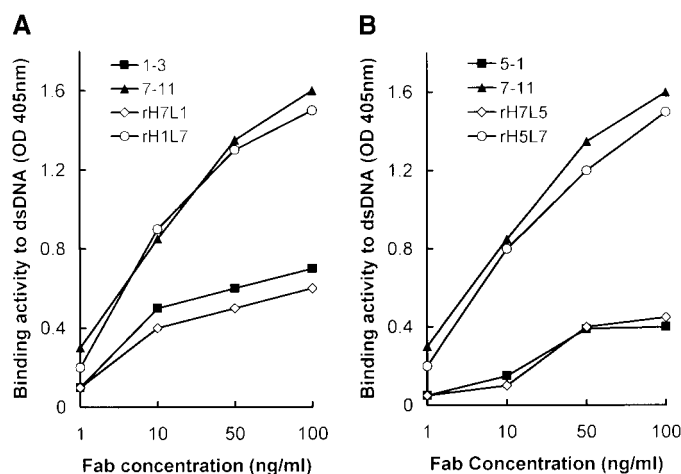 A
Binding activity to dsDNA (OD 405nm)
1-3
7-11
rH7L1
rH1L7
1.6
1.2
0.8
0.4
0
1 10 50 100
Fab Concentration (ng/ml)
B
Binding activity to dsDNA (OD 405nm)
5-1
7-11
rH7L5
rH5L7
1.6
1.2
0.8
0.4
0
1 10 50 100
Fab Concentration (ng/ml)